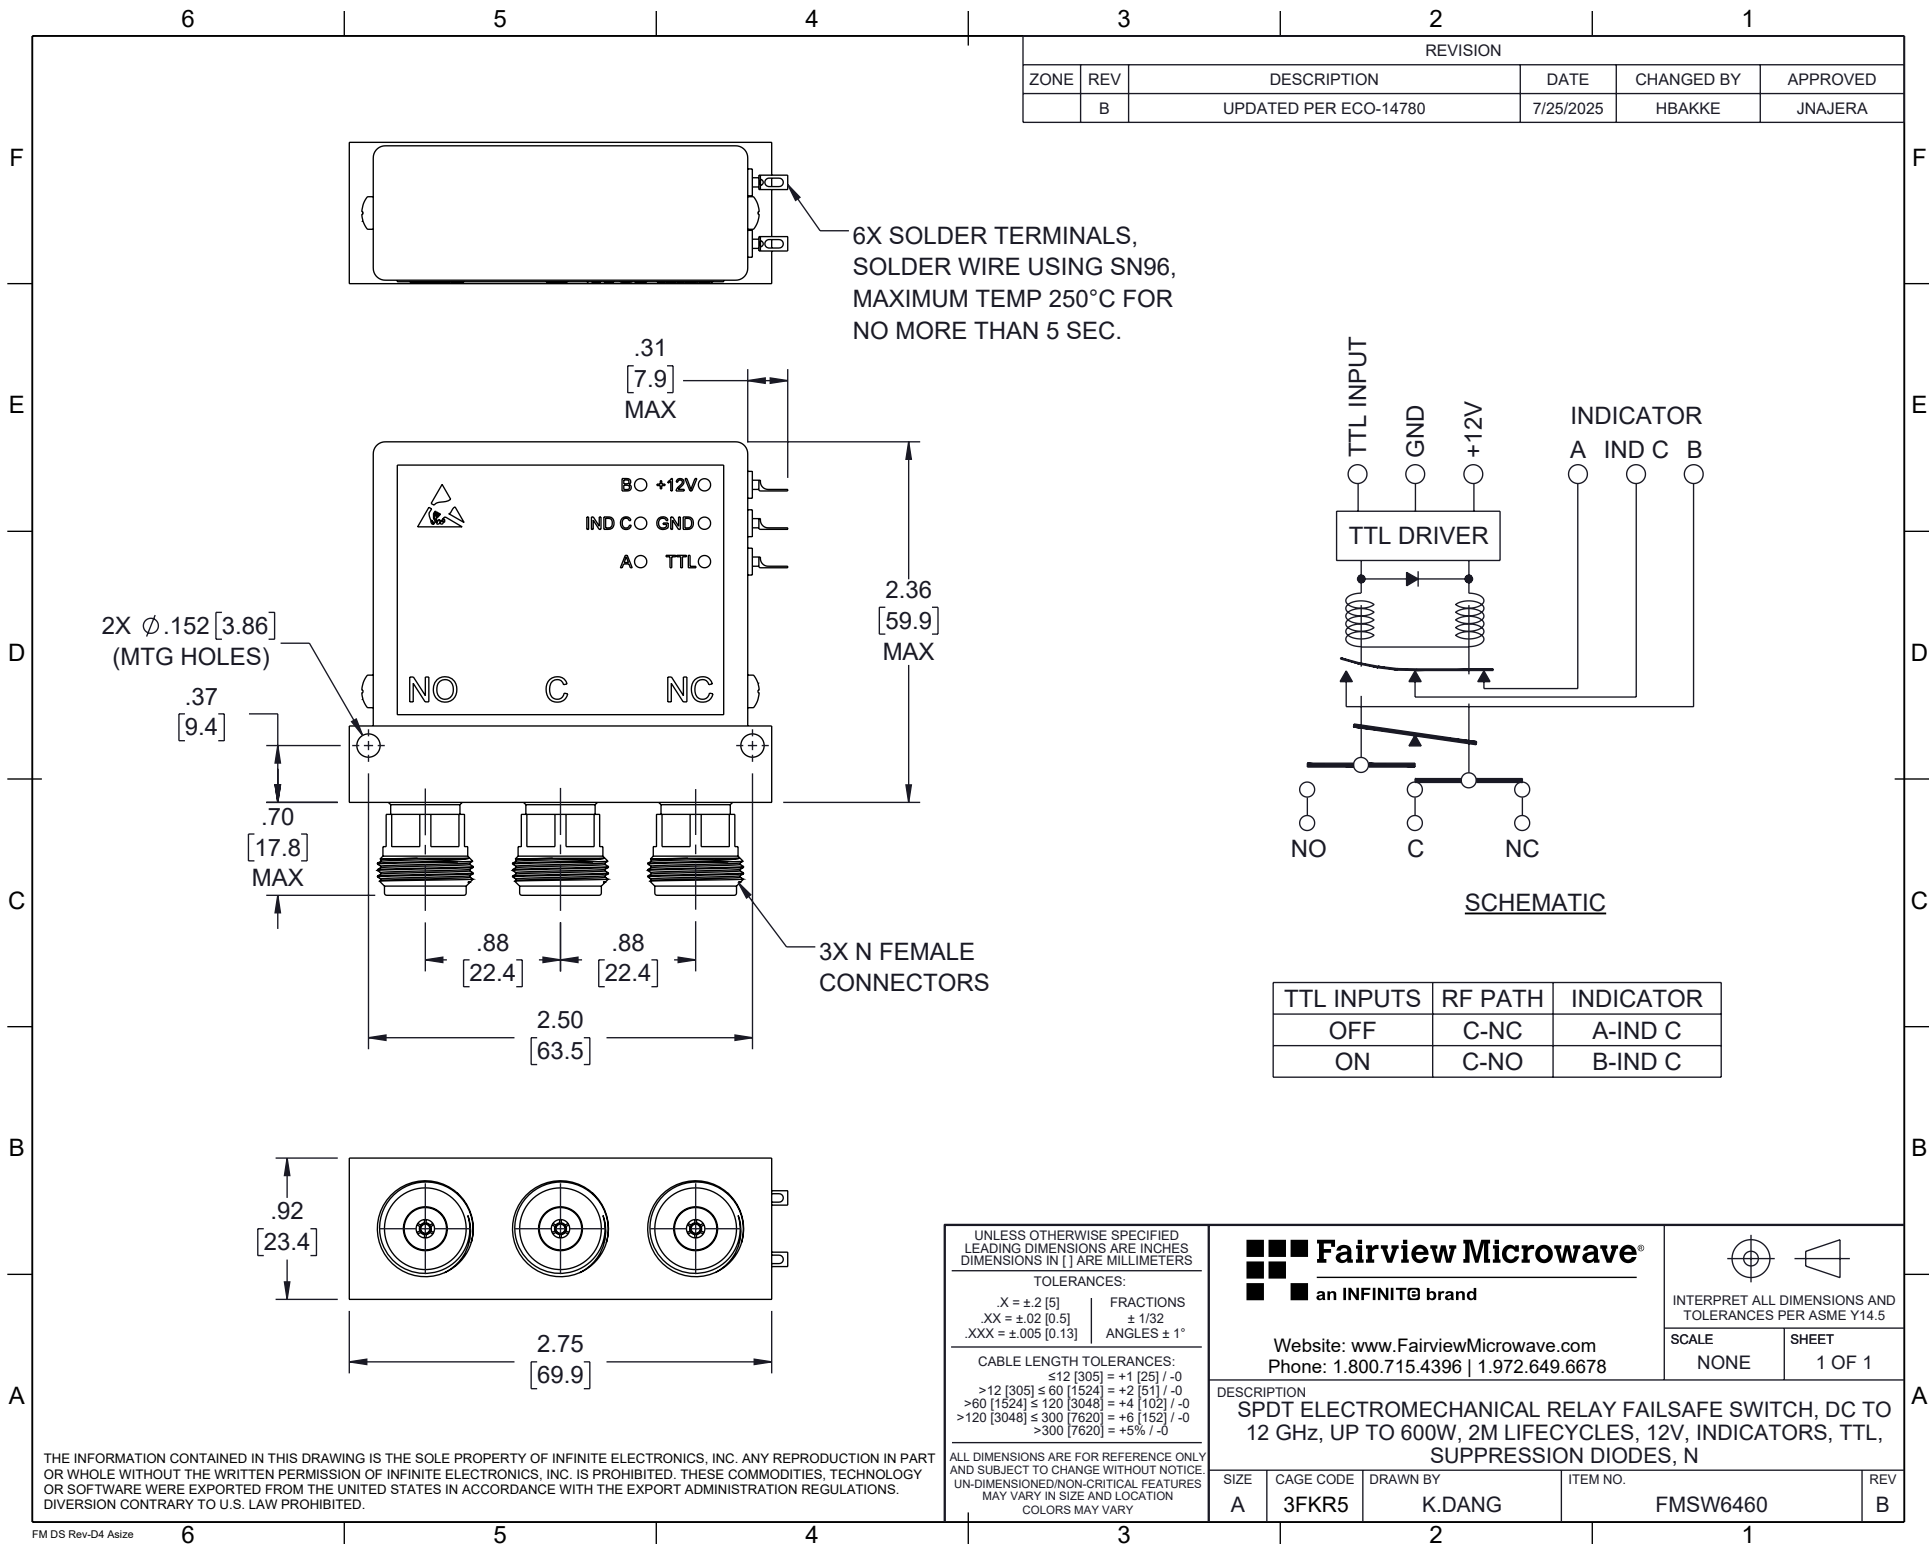 6 5 4 3 2 1
REVISION
ZONE REV DESCRIPTION DATE CHANGED BY APPROVED
B UPDATED PER ECO-14780 7/25/2025 HBAKKE JNAJERA
F F
6X SOLDER TERMINALS,
SOLDER WIRE USING SN96,
MAXIMUM TEMP 250°C FOR
NO MORE THAN 5 SEC.
E E
.31
[7.9]
MAX
B +12V
IND C GND
A TTL
2.36
[59.9]
MAX
2X Ø.152[3.86]
(MTG HOLES)
D D
.37
[9.4]
NO C NC
.70
[17.8]
MAX
C C
.88
[22.4]
.88
[22.4]
3X N FEMALE
CONNECTORS
2.50
[63.5]
TTL INPUT
GND
+12V
INDICATOR
A IND C B
TTL DRIVER
NO C NC
SCHEMATIC
TTL INPUTS RF PATH INDICATOR
OFF C-NC A-IND C
ON C-NO B-IND C
B B
.92
[23.4]
2.75
[69.9]
A A
UNLESS OTHERWISE SPECIFIED
LEADING DIMENSIONS ARE INCHES
DIMENSIONS IN [ ] ARE MILLIMETERS
TOLERANCES:
.X = ±.2 [5] FRACTIONS
.XX = ±.02 [0.5] ± 1/32
.XXX = ±.005 [0.13] ANGLES ± 1°
CABLE LENGTH TOLERANCES:
≤12 [305] = +1 [25] / -0
>12 [305] ≤ 60 [1524] = +2 [51] / -0
>60 [1524] ≤ 120 [3048] = +4 [102] / -0
>120 [3048] ≤ 300 [7620] = +6 [152] / -0
>300 [7620] = +5% / -0
ALL DIMENSIONS ARE FOR REFERENCE ONLY
AND SUBJECT TO CHANGE WITHOUT NOTICE.
UN-DIMENSIONED/NON-CRITICAL FEATURES
MAY VARY IN SIZE AND LOCATION
COLORS MAY VARY
Fairview Microwave®
an INFINITE brand
Website: www.FairviewMicrowave.com
Phone: 1.800.715.4396 | 1.972.649.6678
INTERPRET ALL DIMENSIONS AND
TOLERANCES PER ASME Y14.5
SCALE SHEET
NONE 1 OF 1
DESCRIPTION
SPDT ELECTROMECHANICAL RELAY FAILSAFE SWITCH, DC TO
12 GHz, UP TO 600W, 2M LIFECYCLES, 12V, INDICATORS, TTL,
SUPPRESSION DIODES, N
SIZE CAGE CODE DRAWN BY ITEM NO. REV
A 3FKR5 K.DANG FMSW6460 B
THE INFORMATION CONTAINED IN THIS DRAWING IS THE SOLE PROPERTY OF INFINITE ELECTRONICS, INC. ANY REPRODUCTION IN PART
OR WHOLE WITHOUT THE WRITTEN PERMISSION OF INFINITE ELECTRONICS, INC. IS PROHIBITED. THESE COMMODITIES, TECHNOLOGY
OR SOFTWARE WERE EXPORTED FROM THE UNITED STATES IN ACCORDANCE WITH THE EXPORT ADMINISTRATION REGULATIONS.
DIVERSION CONTRARY TO U.S. LAW PROHIBITED.
FM DS Rev-D4 Asize
6 5 4 3 2 1